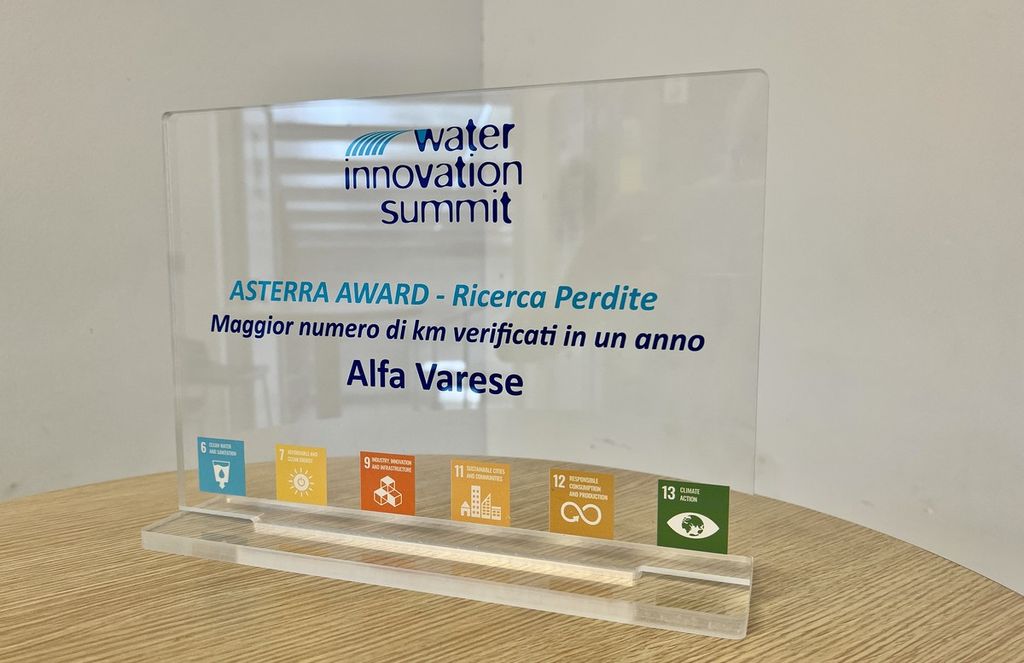 water
innovation
summit
ASTERRA AWARD - Ricerca Perdite
Maggior numero di km verificati in un anno
Alfa Varese
6 CLEAN WATER
AND SANITATION
7 AFFORDABLE AND
CLEAN ENERGY
9 INDUSTRY, INNOVATION
AND INFRASTRUCTURE
11 SUSTAINABLE CITIES
AND COMMUNITIES
12 RESPONSIBLE
CONSUMPTION
AND PRODUCTION
13 CLIMATE
ACTION